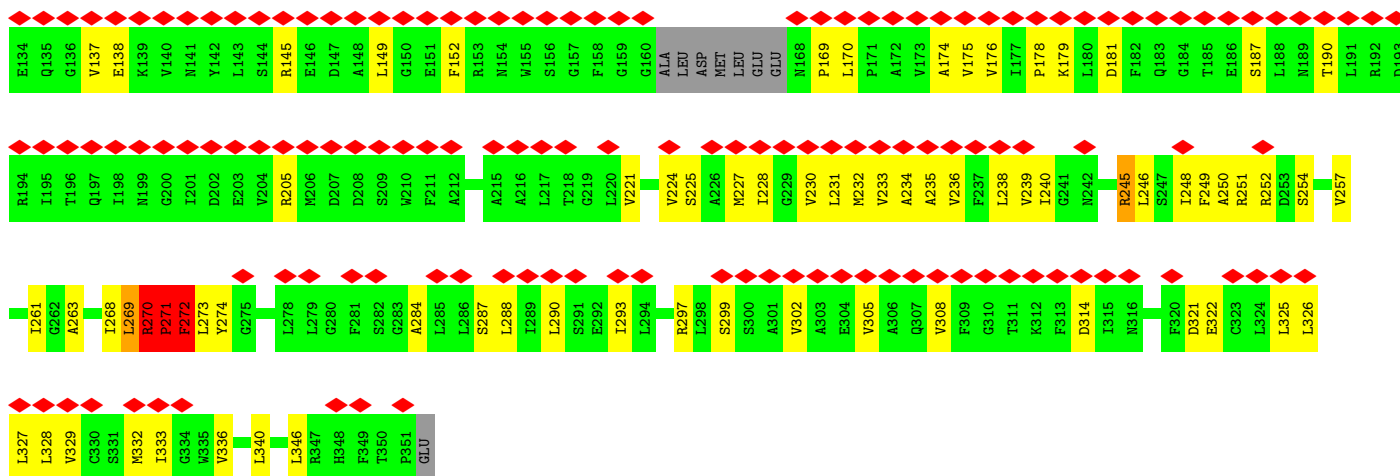 E134 Q135 G136 V137 E138 K139 V140 N141 Y142 L143 S144 R145 E146 D147 A148 L149 G150 E151 F152 R153 N154 W155 S156 G157 F158 G159 G160 ALA LEU ASP MET LEU GLU GLU N168 P169 L170 P171 A172 V173 A174 V175 V176 I177 P178 K179 L180 D181 F182 Q183 G184 T185 E186 S187 L188 N189 T190 L191 R192 D193
R194 I195 T196 Q197 I198 N199 G200 I201 D202 E203 V204 R205 M206 D207 D208 S209 W210 F211 A212 A215 A216 L217 T218 G219 L220 V221 V224 S225 A226 M227 I228 G229 V230 L231 M232 V233 A234 A235 V236 F237 L238 V239 I240 G241 N242 R245 L246 S247 I248 F249 A250 R251 R252 D253 S254 V257
I261 G262 A263 I268 L269 R270 P271 F272 L273 Y274 G275 L278 L279 G280 F281 S282 G283 A284 L285 L286 S287 L288 I289 L290 S291 E292 I293 L294 R297 L298 S299 S300 A301 V302 A303 E304 V305 A306 Q307 V308 F309 G310 T311 K312 F313 D314 I315 N316 F320 D321 E322 C323 L324 L325 L326
L327 L328 V329 C330 S331 M332 I333 G334 W335 V336 L340 L346 R347 H348 F349 T350 P351 GLU